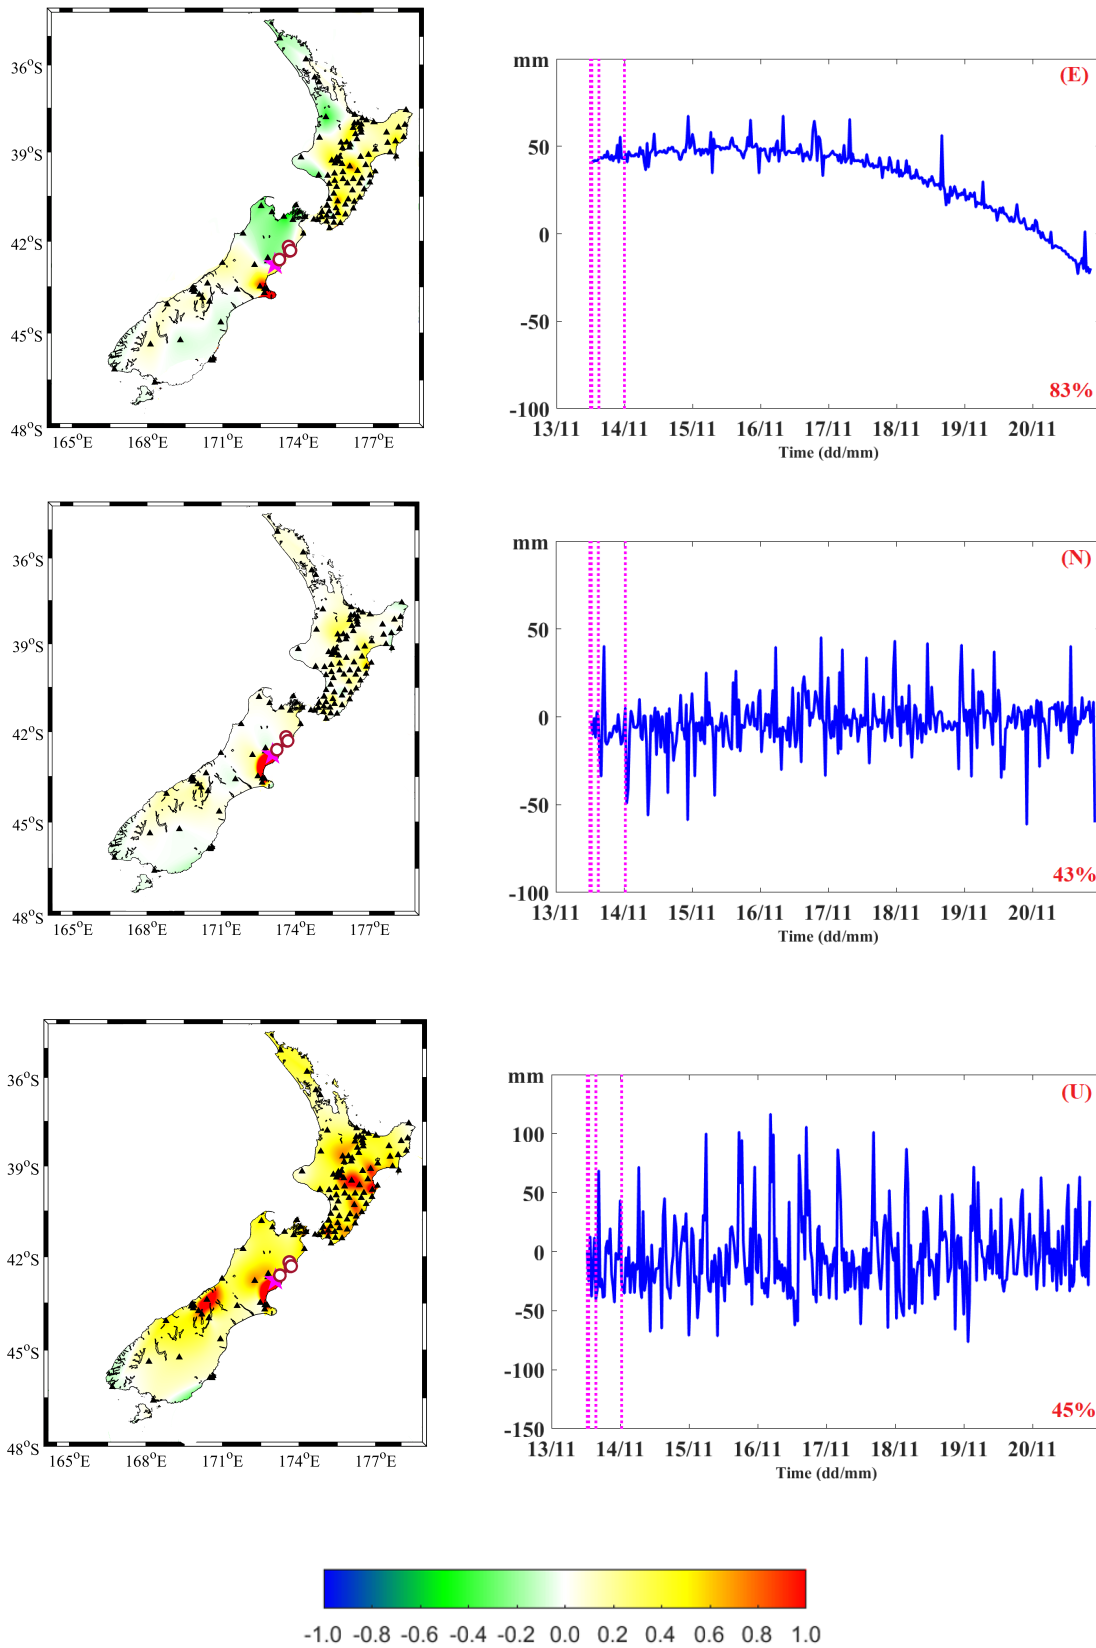 36°S
39°S
42°S
45°S
48°S
165°E 168°E 171°E 174°E 177°E
mm
50
0
-50
-100
(E)
83%
13/11 14/11 15/11 16/11 17/11 18/11 19/11 20/11
Time (dd/mm)
36°S
39°S
42°S
45°S
48°S
165°E 168°E 171°E 174°E 177°E
mm
50
0
-50
-100
(N)
43%
13/11 14/11 15/11 16/11 17/11 18/11 19/11 20/11
Time (dd/mm)
36°S
39°S
42°S
45°S
48°S
165°E 168°E 171°E 174°E 177°E
mm
100
50
0
-50
-100
-150
(U)
45%
13/11 14/11 15/11 16/11 17/11 18/11 19/11 20/11
Time (dd/mm)
-1.0 -0.8 -0.6 -0.4 -0.2 0.0 0.2 0.4 0.6 0.8 1.0